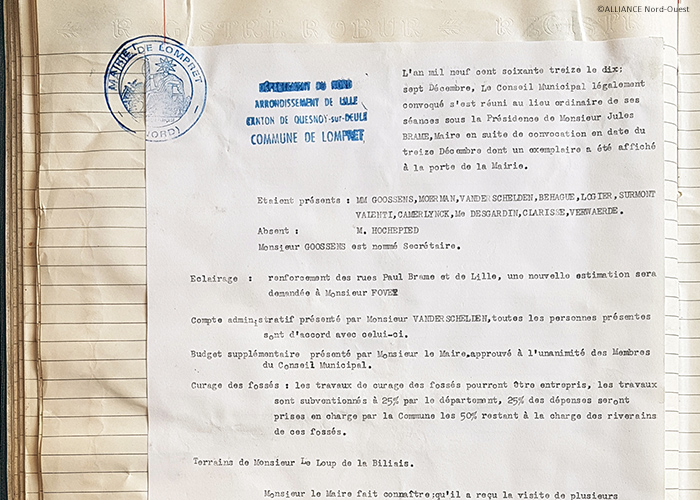 ©ALLIANCE Nord-Ouest
MAIRIE DE LOMPRET
(NORD)
DÉPARTEMENT DU NORD
ARRONDISSEMENT DE LILLE
CANTON DE QUESNOY-sur-DEULE
COMMUNE DE LOMPRET
L'an mil neuf cent soixante treize le dix;
sept Décembre, Le Conseil Municipal légalement
convoqué s'est réuni au lieu ordinaire de ses
séances sous la Présidence de Monsieur Jules
BRAME,Maire en suite de convocation en date du
treize Décembre dont un exemplaire a été affiché
à la porte de la Mairie.
Etaient présents : MM GOOSSENS,MOERMAN,VANDERSCHELDEN,BEHAGUE,LOGIER,SURMONT
VALENTI,CAMERLYNCK,Me DESGARDIN,CLARISSE,VERWAERDE.
Absent : M. HOCHEPIED
Monsieur GOOSSENS est nommé Secrétaire.
Eclairage : renforcement des rues Paul Brame et de Lille, une nouvelle estimation sera
demandée à Monsieur
Compte administratif présenté par Monsieur VANDERSCHELDEN,toutes les personnes présentes
sont d'accord avec celui-ci.
Budget supplémentaire présenté par Monsieur le Maire,approuvé à l'unanimité des Membres
du Conseil Municipal.
Curage des fossés : les travaux de curage des fossés pourront être entrepris, les travaux
sont subventionnés à 25% par le département, 25% des dépenses seront
prises en charge par la Commune les 50% restant à la charge des riverains
de ces fossés.
Terrains de Monsieur Le Loup de la Biliais.
Monsieur le Maire fait connaître;qu'il a reçu la visite de plusieurs